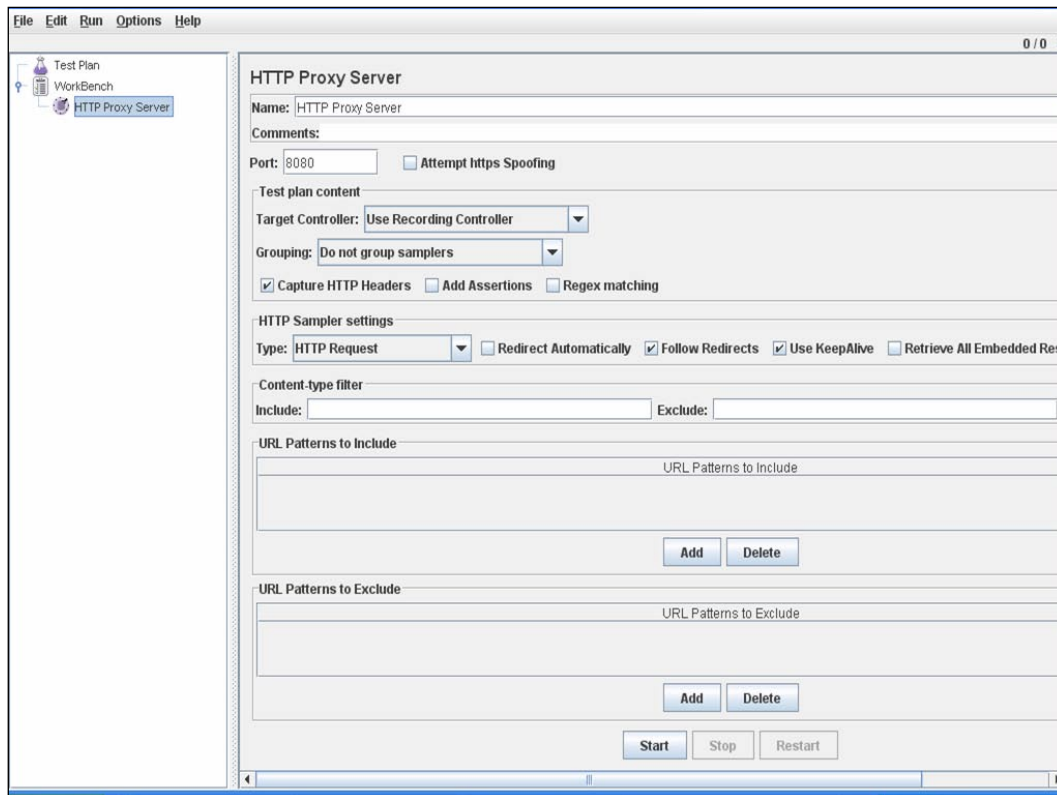 File Edit Run Options Help
0 / 0
Test Plan
WorkBench
HTTP Proxy Server
HTTP Proxy Server
Name: HTTP Proxy Server
Comments:
Port: 8080 Attempt https Spoofing
Test plan content
Target Controller: Use Recording Controller
Grouping: Do not group samplers
Capture HTTP Headers Add Assertions Regex matching
HTTP Sampler settings
Type: HTTP Request Redirect Automatically Follow Redirects Use KeepAlive Retrieve All Embedded Res
Content-type filter
Include: Exclude:
URL Patterns to Include
URL Patterns to Include
Add Delete
URL Patterns to Exclude
URL Patterns to Exclude
Add Delete
Start Stop Restart